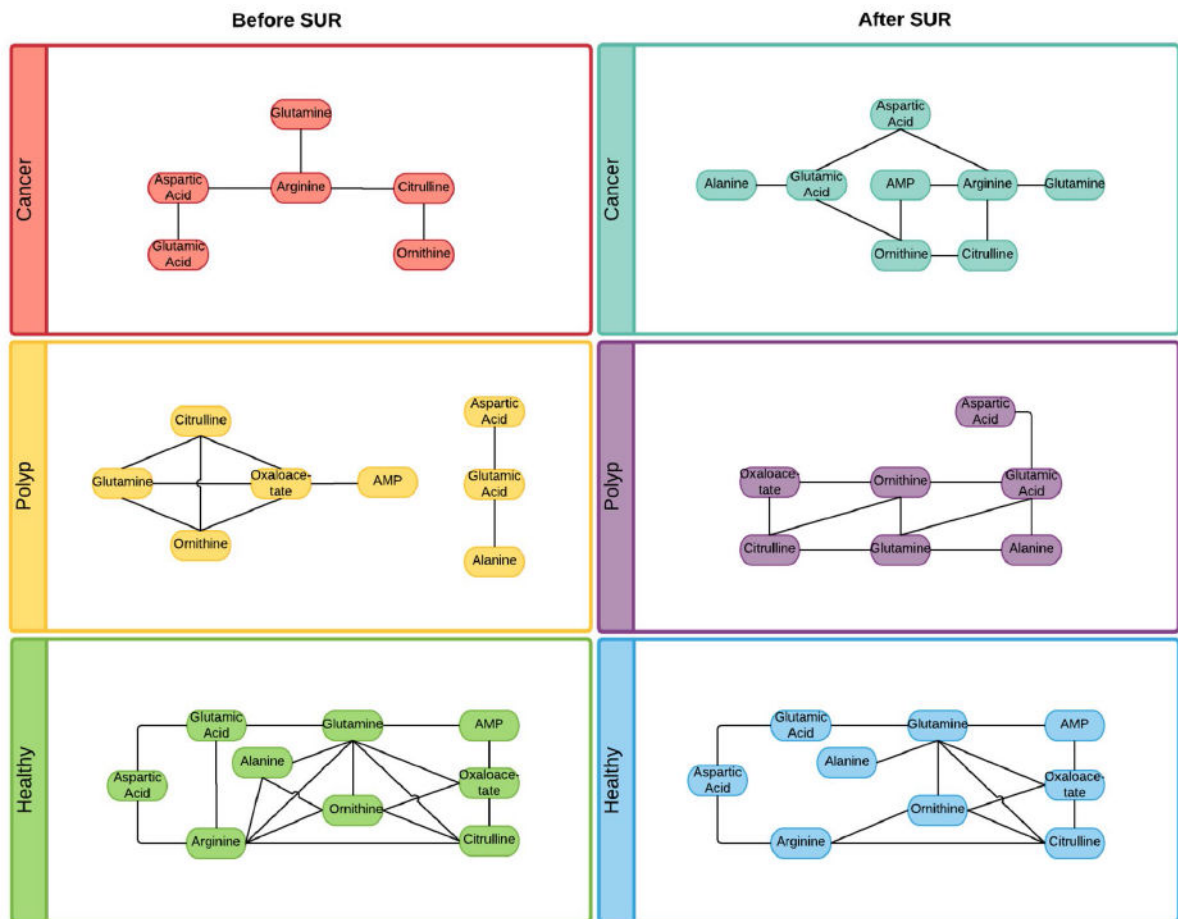 Before SUR
After SUR
Cancer
Glutamine
Aspartic
Acid
Arginine
Citrulline
Glutamic
Acid
Ornithine
Cancer
Aspartic
Acid
Alanine
Glutamic
Acid
AMP
Arginine
Glutamine
Ornithine
Citrulline
Polyp
Citrulline
Glutamine
Oxaloace-
tate
AMP
Ornithine
Aspartic
Acid
Glutamic
Acid
Alanine
Polyp
Aspartic
Acid
Oxaloace-
tate
Ornithine
Glutamic
Acid
Citrulline
Glutamine
Alanine
Healthy
Glutamic
Acid
Glutamine
AMP
Alanine
Aspartic
Acid
Oxaloace-
tate
Ornithine
Arginine
Citrulline
Healthy
Glutamic
Acid
Glutamine
AMP
Alanine
Aspartic
Acid
Oxaloace-
tate
Ornithine
Arginine
Citrulline